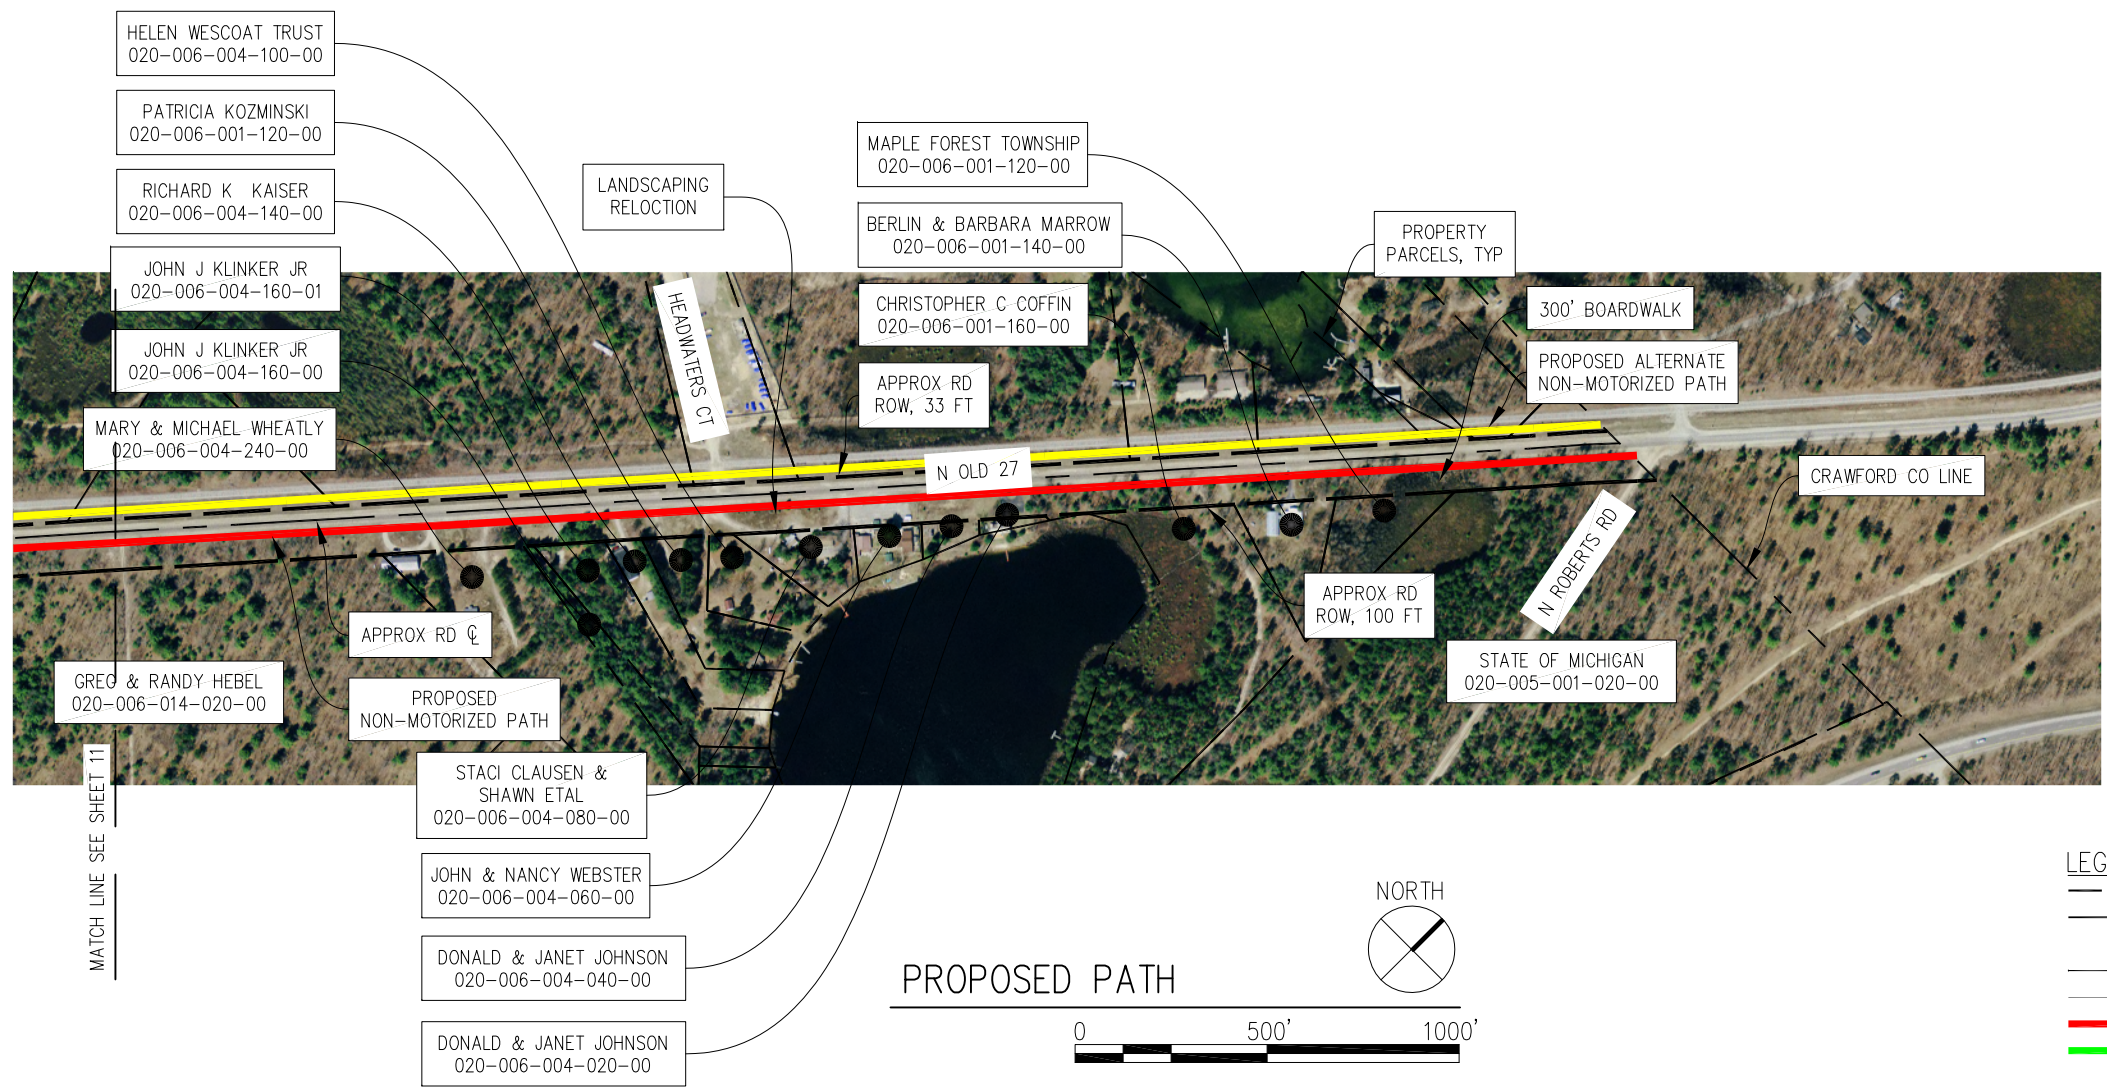 HELEN WESCOAT TRUST
020-006-004-100-00
PATRICIA KOZMINSKI
020-006-001-120-00
RICHARD K KAISER
020-006-004-140-00
JOHN J KLINKER JR
020-006-004-160-01
JOHN J KLINKER JR
020-006-004-160-00
MARY & MICHAEL WHEATLY
020-006-004-240-00
LANDSCAPING
RELOCTION
HEADWATERS CT
MAPLE FOREST TOWNSHIP
020-006-001-120-00
BERLIN & BARBARA MARROW
020-006-001-140-00
CHRISTOPHER C COFFIN
020-006-001-160-00
APPROX RD
ROW, 33 FT
PROPERTY
PARCELS, TYP
300' BOARDWALK
PROPOSED ALTERNATE
NON-MOTORIZED PATH
N OLD 27
CRAWFORD CO LINE
N ROBERTS RD
APPROX RD
ROW, 100 FT
STATE OF MICHIGAN
020-005-001-020-00
APPROX RD ℄
GREG & RANDY HEBEL
020-006-014-020-00
PROPOSED
NON-MOTORIZED PATH
STACI CLAUSEN &
SHAWN ETAL
020-006-004-080-00
JOHN & NANCY WEBSTER
020-006-004-060-00
DONALD & JANET JOHNSON
020-006-004-040-00
DONALD & JANET JOHNSON
020-006-004-020-00
MATCH LINE SEE SHEET 11
NORTH
PROPOSED PATH
0 500' 1000'
LEG